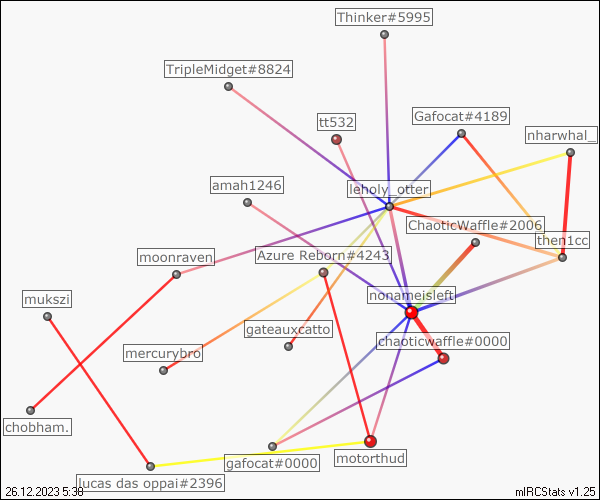 Thinker#5995
TripleMidget#8824
tt532
Gafocat#4189
nharwhal_
amah1246
leholy_otter
ChaoticWaffle#2006
then1cc
moonraven
Azure Reborn#4243
mukszi
nonameisleft
gateauxcatto
chaoticwaffle#0000
mercurybro
chobham.
gafocat#0000
motorthud
lucas das oppai#2396
26.12.2023 5:38
mIRCStats v1.25